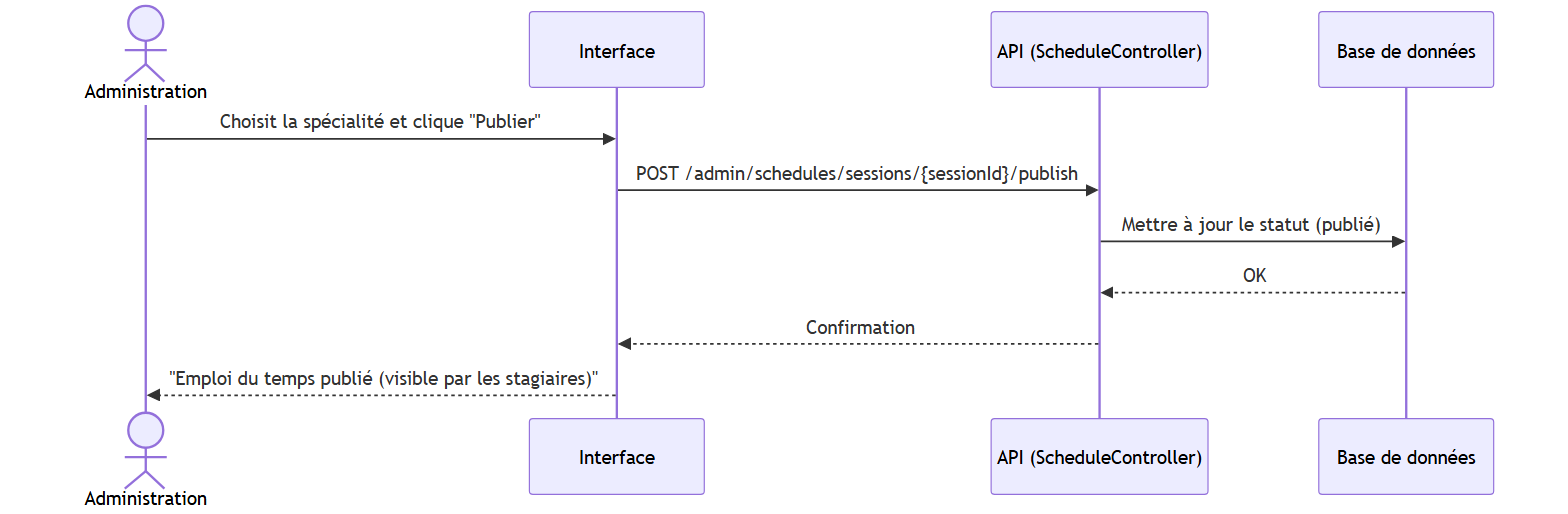 Administration
Interface
API (ScheduleController)
Base de données
Choisit la spécialité et clique "Publier"
POST /admin/schedules/sessions/{sessionId}/publish
Mettre à jour le statut (publié)
OK
Confirmation
"Emploi du temps publié (visible par les stagiaires)"
Administration
Interface
API (ScheduleController)
Base de données